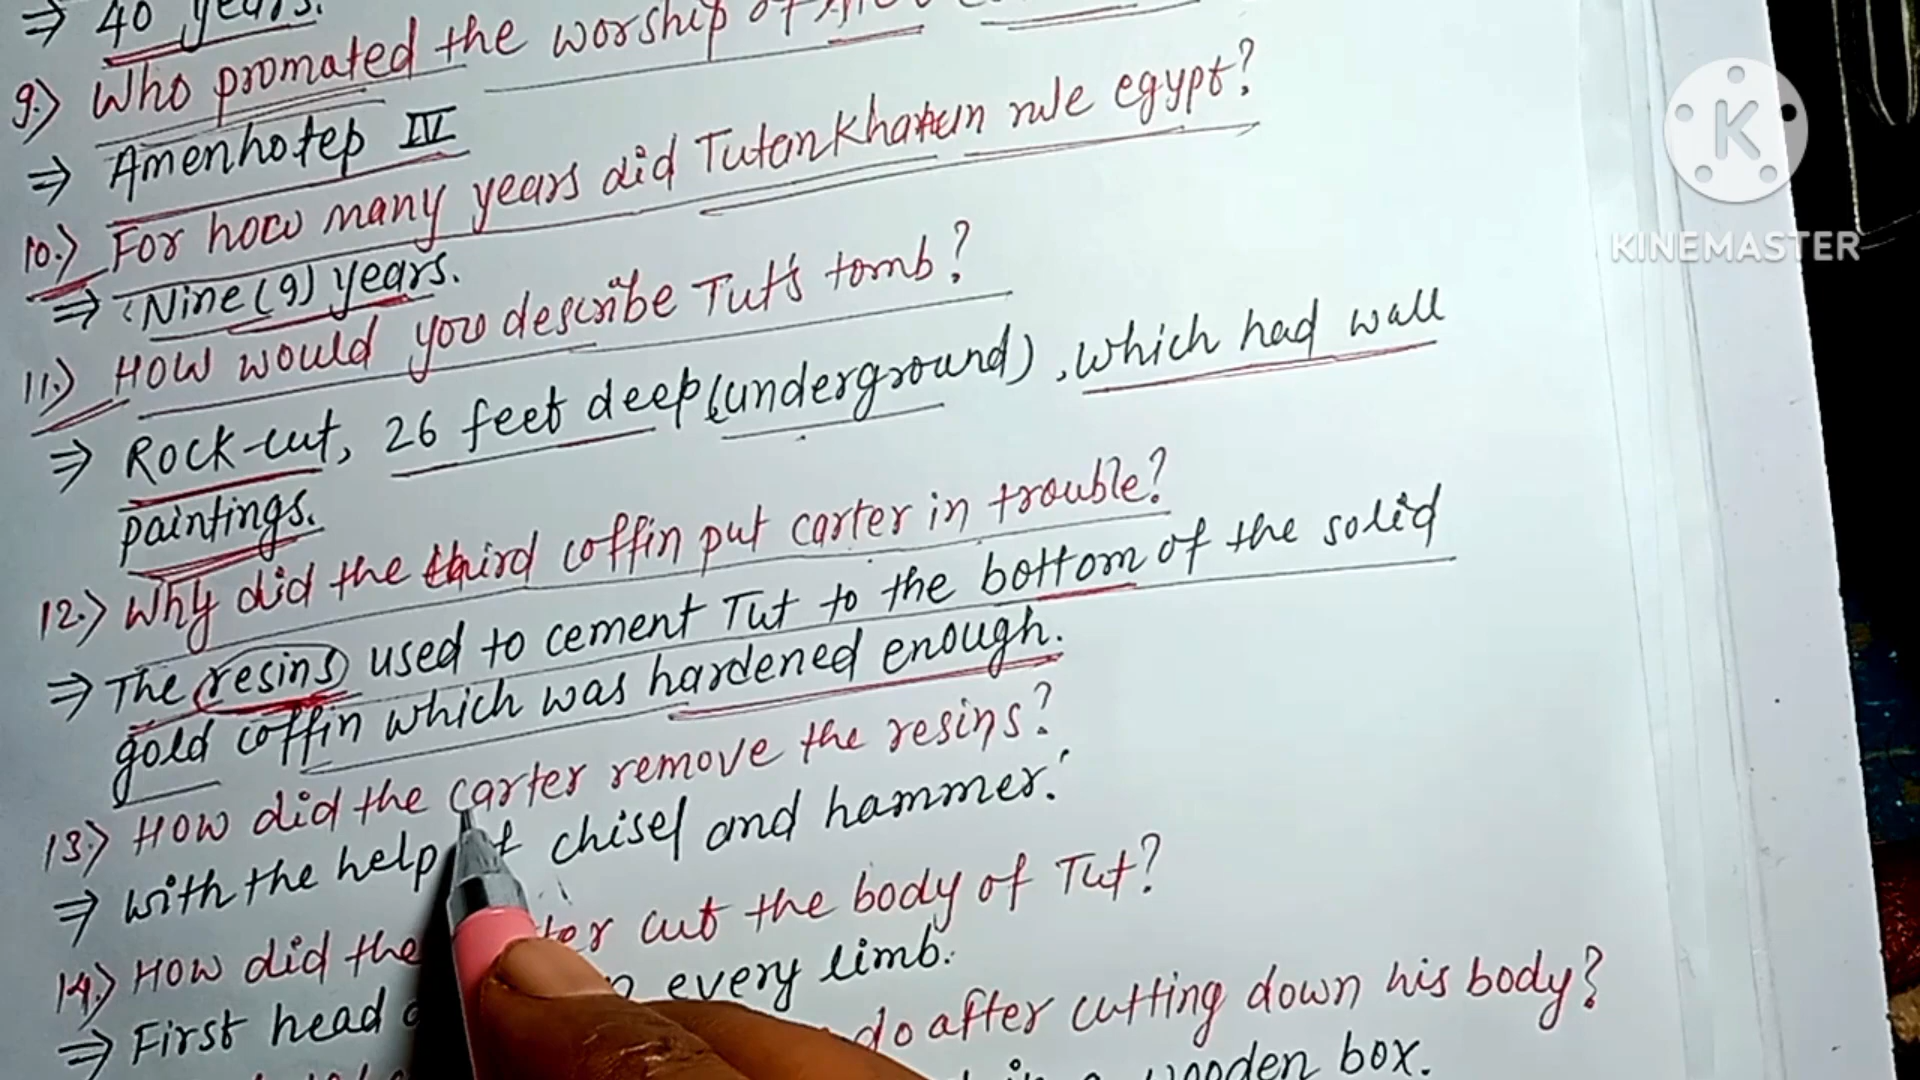 ⇒ 40 years.
9.) Who promated the worship of
⇒ Amenhotep IV
10.) For how many years did Tutankhamun rule egypt?
⇒ Nine (9) years.
11.) How would you describe Tut's tomb?
⇒ Rock-cut, 26 feet deep (underground), which had wall
paintings.
12.) Why did the third coffin put carter in trouble?
⇒ The resins used to cement Tut to the bottom of the solid
gold coffin which was hardened enough.
13.) How did the carter remove the resins?
⇒ with the help of chisel and hammer.
14.) How did the cut the body of Tut?
⇒ First head every limb.
do after cutting down his body?
wooden box.
K
KINEMASTER